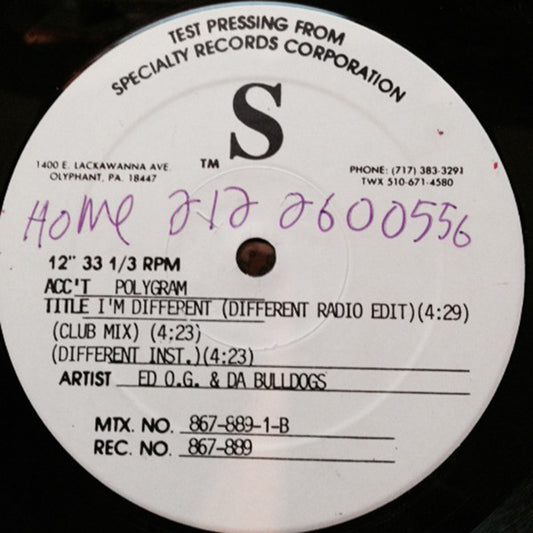 TEST PRESSING FROM
SPECIALTY RECORDS CORPORATION
S
TM
1400 E. LACKAWANNA AVE.
OLYPHANT, PA. 18447
PHONE: (717) 383-3291
TWX 510-671-4580
HOME 212 2600556
12" 33 1/3 RPM
ACC'T POLYGRAM
TITLE I'M DIFFERENT (DIFFERENT RADIO EDIT)(4:29)
(CLUB MIX) (4:23)
(DIFFERENT INST.)(4:23)
ARTIST ED O.G. & DA BULLDOGS
MTX. NO. 867-889-1-B
REC. NO. 867-889